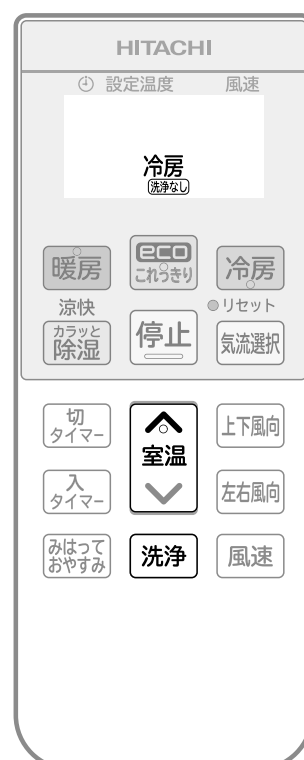 HITACHI
設定温度 風速
冷房
洗浄なし
暖房 eco これっきり 冷房
涼快 リセット
カラッと除湿 停止 気流選択
切タイマー 室温 上下風向
入タイマー 左右風向
みはっておやすみ 洗浄 風速